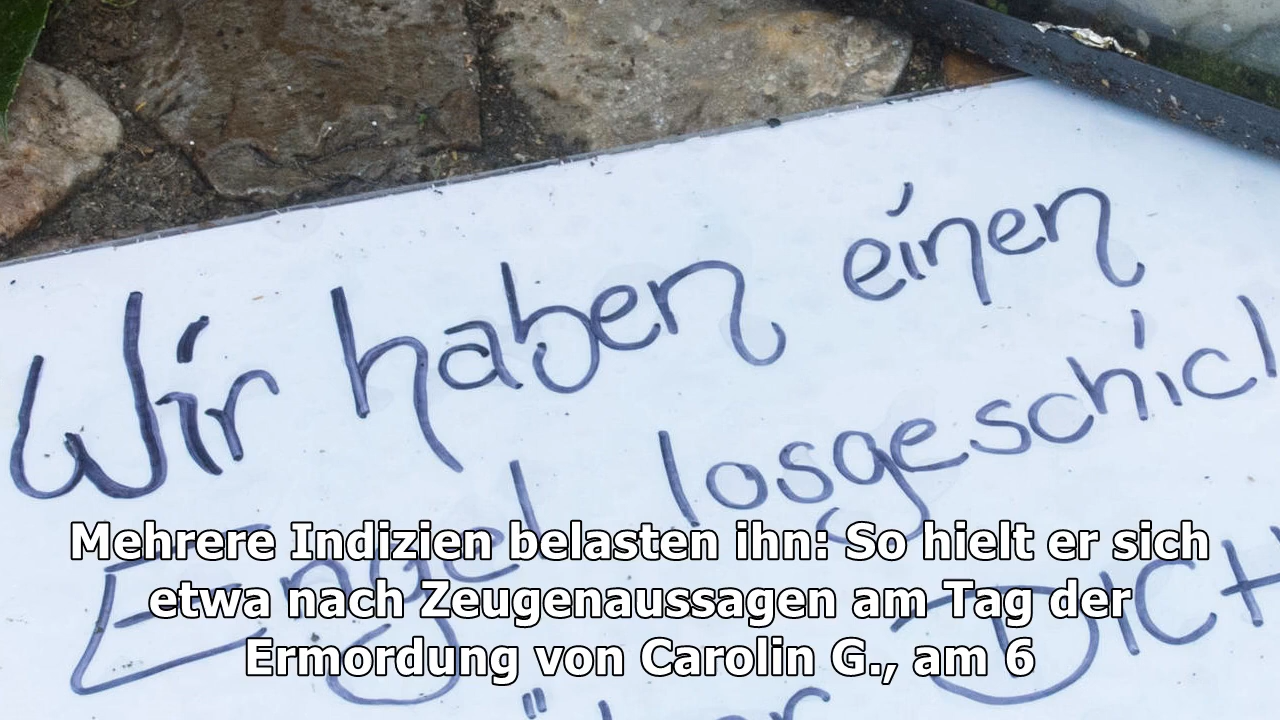 Wir haben einen
Engel losgeschick
DICH
Mehrere Indizien belasten ihn: So hielt er sich
etwa nach Zeugenaussagen am Tag der
Ermordung von Carolin G., am 6